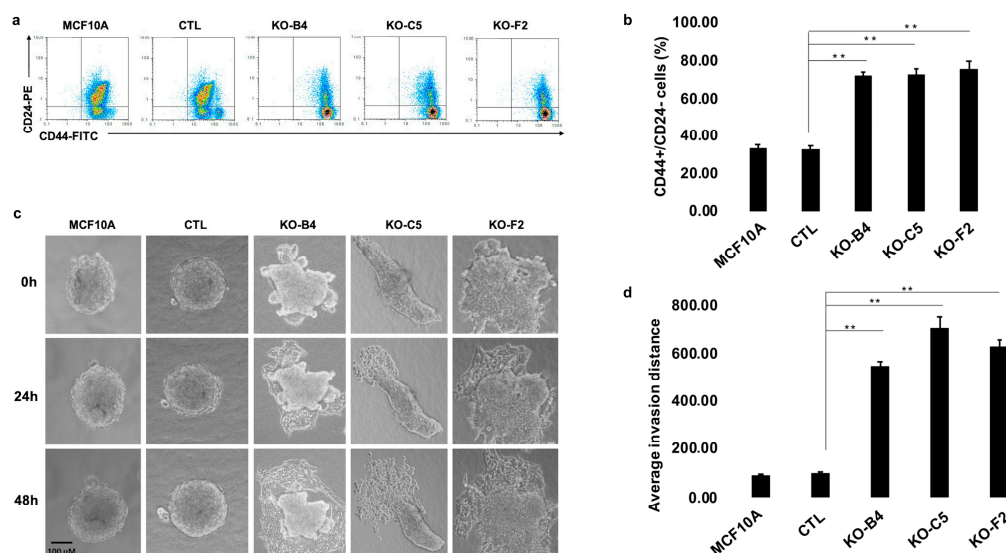 a
MCF10A CTL KO-B4 KO-C5 KO-F2
CD24-PE
CD44-FITC
b
CD44+/CD24- cells (%)
100.00
80.00
60.00
40.00
20.00
0.00
** ** **
MCF10A CTL KO-B4 KO-C5 KO-F2
c
MCF10A CTL KO-B4 KO-C5 KO-F2
0h
24h
48h
100 µM
d
Average invasion distance
800.00
600.00
400.00
200.00
0.00
** ** **
MCF10A CTL KO-B4 KO-C5 KO-F2